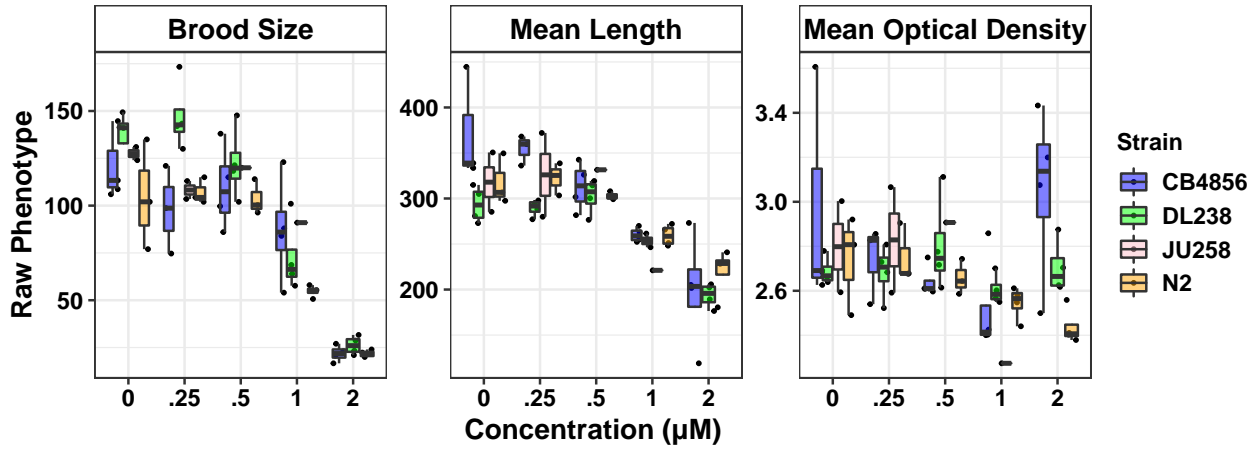 Brood Size
Mean Length
Mean Optical Density
Raw Phenotype
150
100
50
400
300
200
3.4
3.0
2.6
0 .25 .5 1 2
0 .25 .5 1 2
0 .25 .5 1 2
Concentration (µM)
Strain
CB4856
DL238
JU258
N2